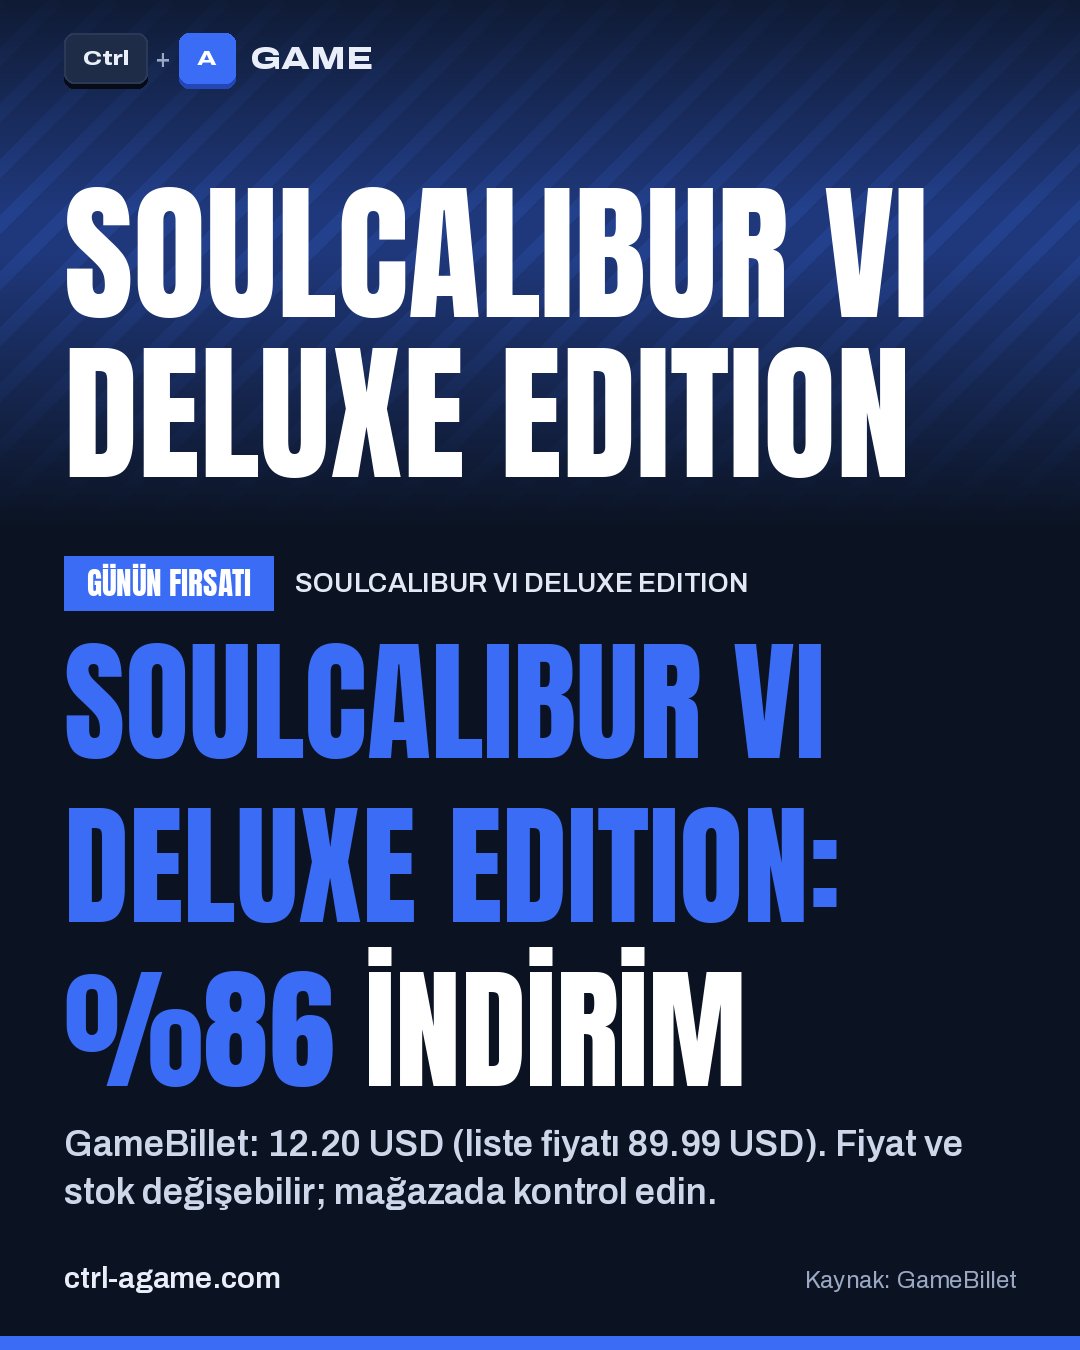 Ctrl + A GAME
SOULCALIBUR VI
DELUXE EDITION
GÜNÜN FIRSATI SOULCALIBUR VI DELUXE EDITION
SOULCALIBUR VI
DELUXE EDITION:
%86 İNDİRİM
GameBillet: 12.20 USD (liste fiyatı 89.99 USD). Fiyat ve
stok değişebilir; mağazada kontrol edin.
ctrl-agame.com Kaynak: GameBillet